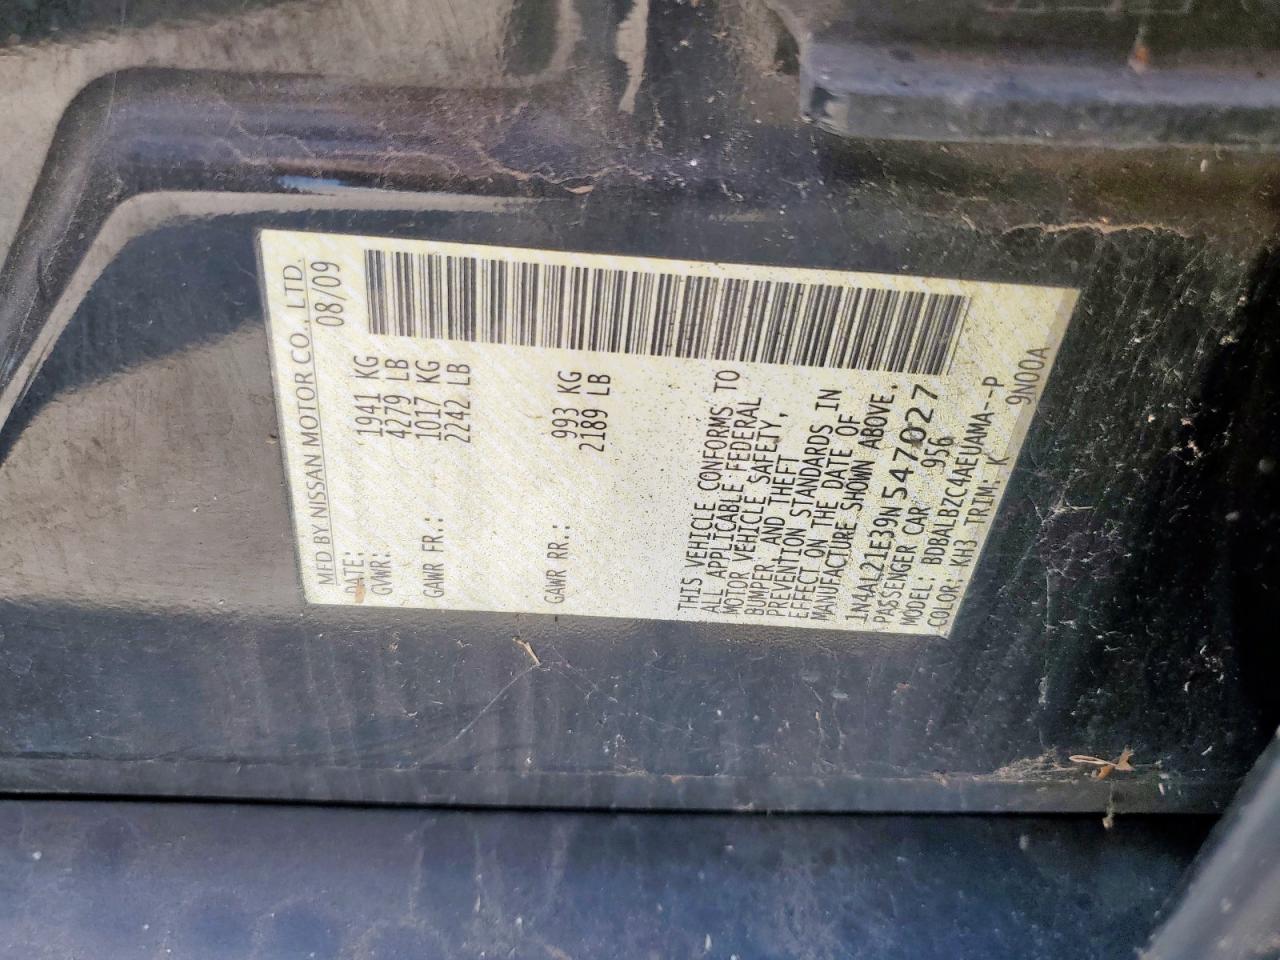 MFD BY NISSAN MOTOR CO., LTD.
DATE: 08/09
GVWR: 1941 KG
4279 LB
GAWR FR.: 1017 KG
2242 LB
GAWR RR.: 993 KG
2189 LB
THIS VEHICLE CONFORMS TO
ALL APPLICABLE FEDERAL
MOTOR VEHICLE SAFETY,
BUMPER AND THEFT
PREVENTION STANDARDS IN
EFFECT ON THE DATE OF
MANUFACTURE SHOWN ABOVE.
1N4AL21E39N547027
PASSENGER CAR 956
MODEL: BDBALBZC4AEUAMA--P
COLOR: KH3 TRIM: K
9N00A